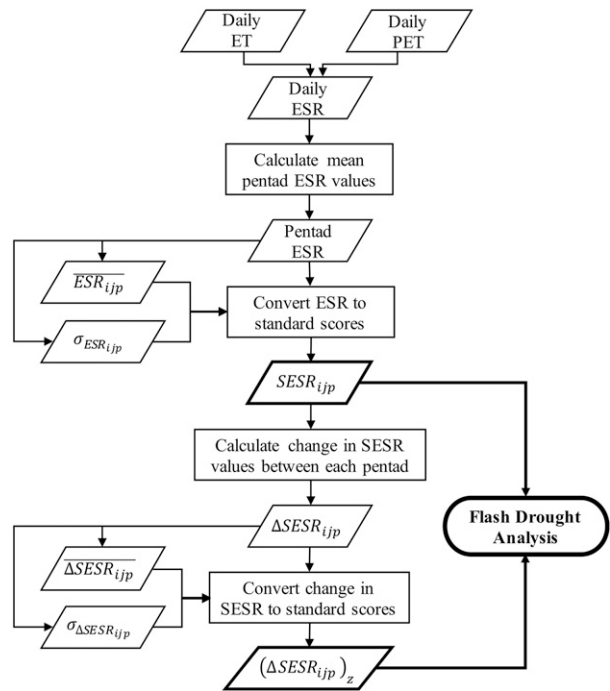 Daily
ET
Daily
PET
Daily
ESR
Calculate mean
pentad ESR values
Pentad
ESR
$\overline{ESR_{ijp}}$
Convert ESR to
standard scores
$\sigma_{ESR_{ijp}}$
$SESR_{ijp}$
Calculate change in SESR
values between each pentad
Flash Drought
Analysis
$\Delta SESR_{ijp}$
$\overline{\Delta SESR_{ijp}}$
Convert change in
SESR to standard scores
$\sigma_{\Delta SESR_{ijp}}$
$(\Delta SESR_{ijp})_z$